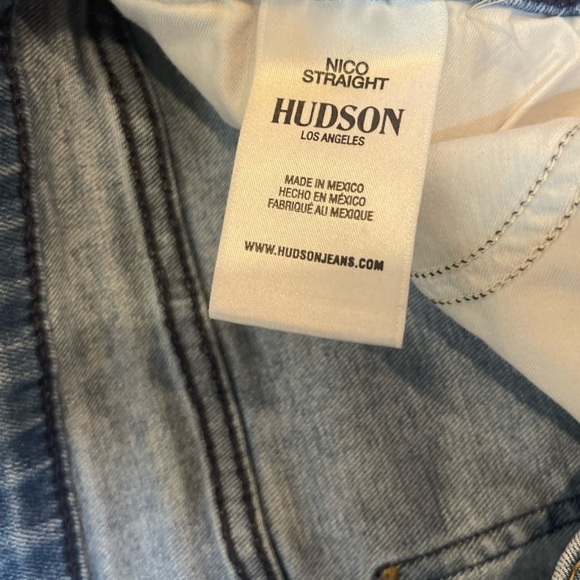 NICO
STRAIGHT
HUDSON
LOS ANGELES
MADE IN MEXICO
HECHO EN MÉXICO
FABRIQUÉ AU MEXIQUE
WWW.HUDSONJEANS.COM